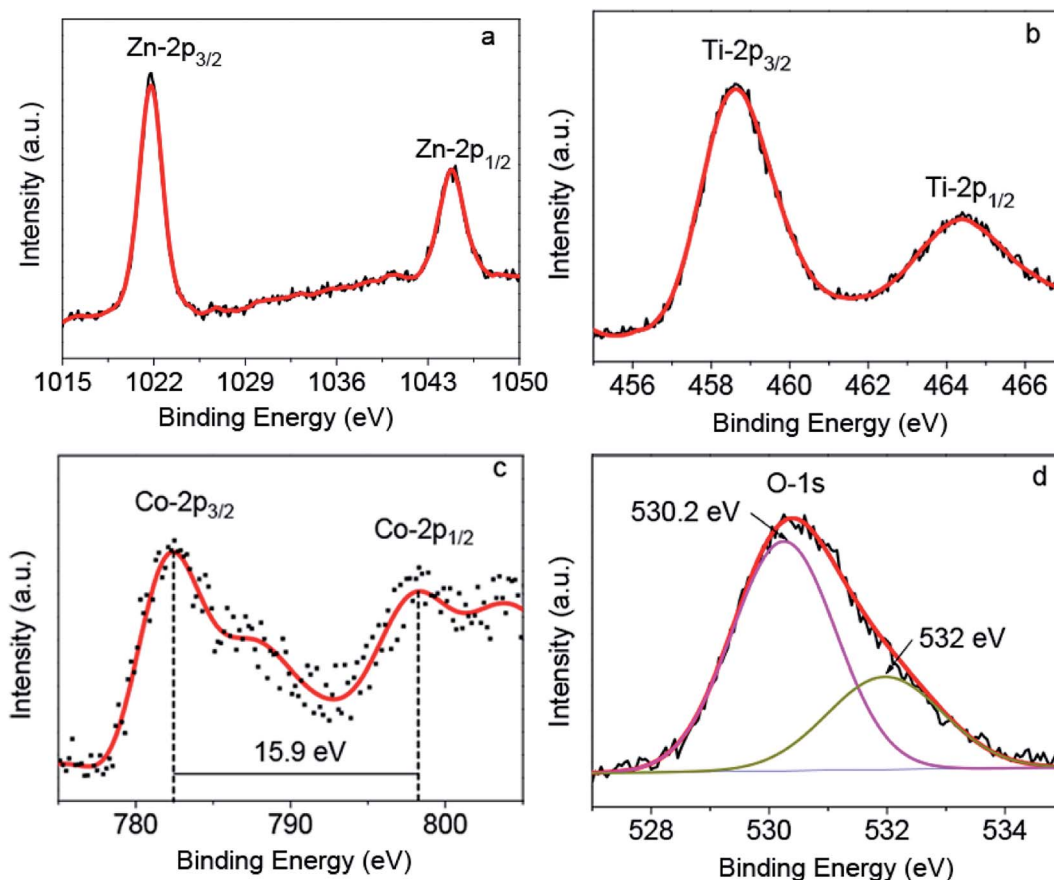 a
Zn-2p3/2
Zn-2p1/2
Intensity (a.u.)
1015 1022 1029 1036 1043 1050
Binding Energy (eV)
b
Ti-2p3/2
Ti-2p1/2
Intensity (a.u.)
456 458 460 462 464 466
Binding Energy (eV)
c
Co-2p3/2
Co-2p1/2
15.9 eV
Intensity (a.u.)
780 790 800
Binding Energy (eV)
d
O-1s
530.2 eV
532 eV
Intensity (a.u.)
528 530 532 534
Binding Energy (eV)